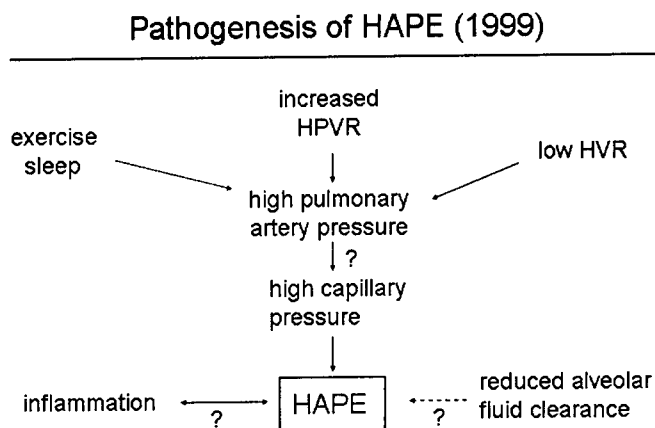 Pathogenesis of HAPE (1999)
increased
HPVR
exercise
sleep
low HVR
high pulmonary
artery pressure
?
high capillary
pressure
inflammation
?
HAPE
?
reduced alveolar
fluid clearance